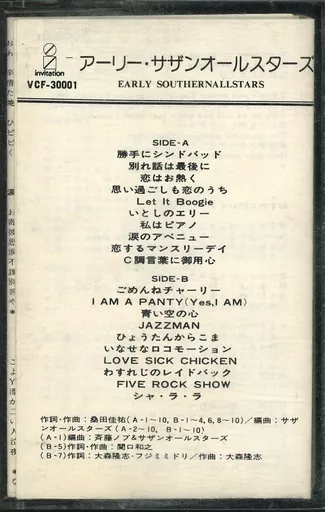 invitation
VCF-30001
アーリー・サザンオールスターズ
EARLY SOUTHERNALLSTARS
SIDE-A
勝手にシンドバッド
別れ話は最後に
恋はお熱く
思い過ごしも恋のうち
Let It Boogie
いとしのエリー
私はピアノ
涙のアベニュー
恋するマンスリーデイ
C調言葉に御用心
SIDE-B
ごめんねチャーリー
I AM A PANTY(Yes,I AM)
青い空の心
JAZZMAN
ひょうたんからこま
いなせなロコモーション
LOVE SICK CHICKEN
わすれじのレイドバック
FIVE ROCK SHOW
シャ・ラ・ラ
作詞・作曲：桑田佳祐(A-1~10, B-1~4, 6, 8~10)／編曲：サザ
ンオールスターズ(A-2~10, B-1~10)
(A-1)編曲：斉藤ノブ&サザンオールスターズ
(B-5)作詞・作曲：関口和之
(B-7)作詞：大森隆志・フジミミドリ／作曲：大森隆志